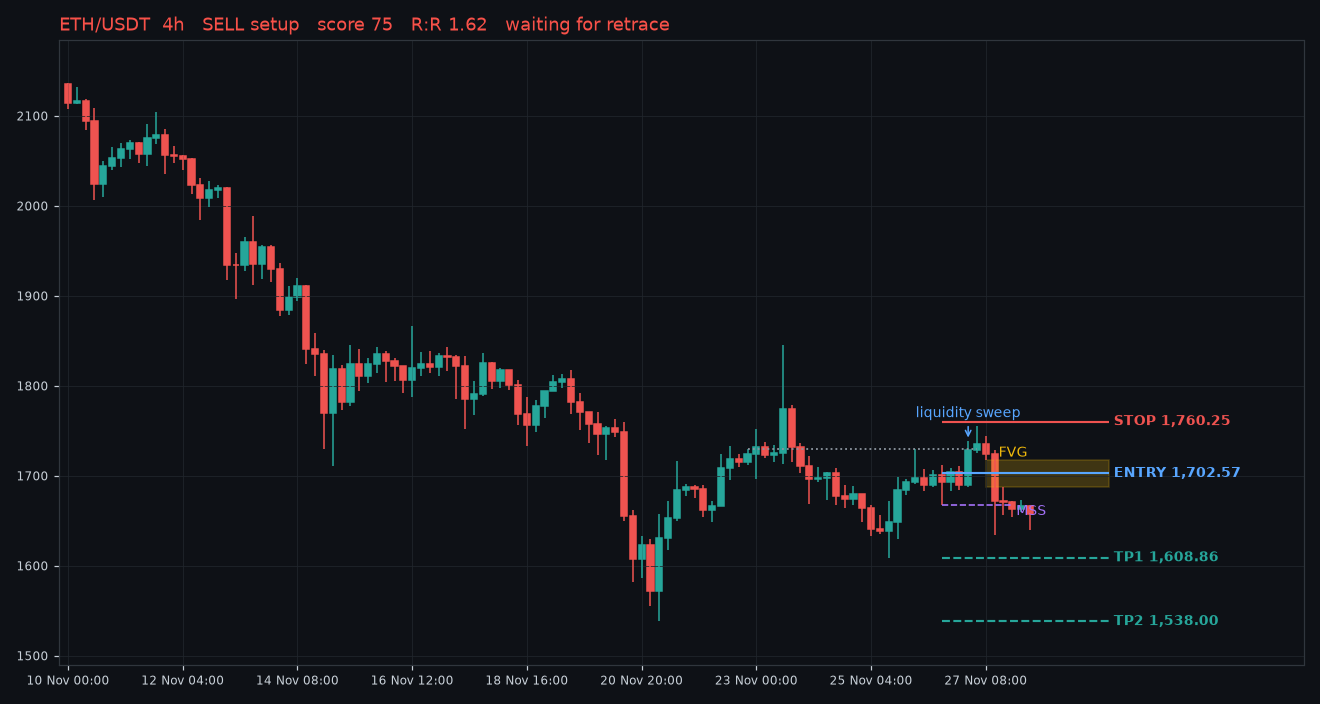 ETH/USDT 4h SELL setup score 75 R:R 1.62 waiting for retrace
2100
2000
1900
1800
1700
1600
1500
liquidity sweep
STOP 1,760.25
FVG
ENTRY 1,702.57
MSS
TP1 1,608.86
TP2 1,538.00
10 Nov 00:00
12 Nov 04:00
14 Nov 08:00
16 Nov 12:00
18 Nov 16:00
20 Nov 20:00
23 Nov 00:00
25 Nov 04:00
27 Nov 08:00